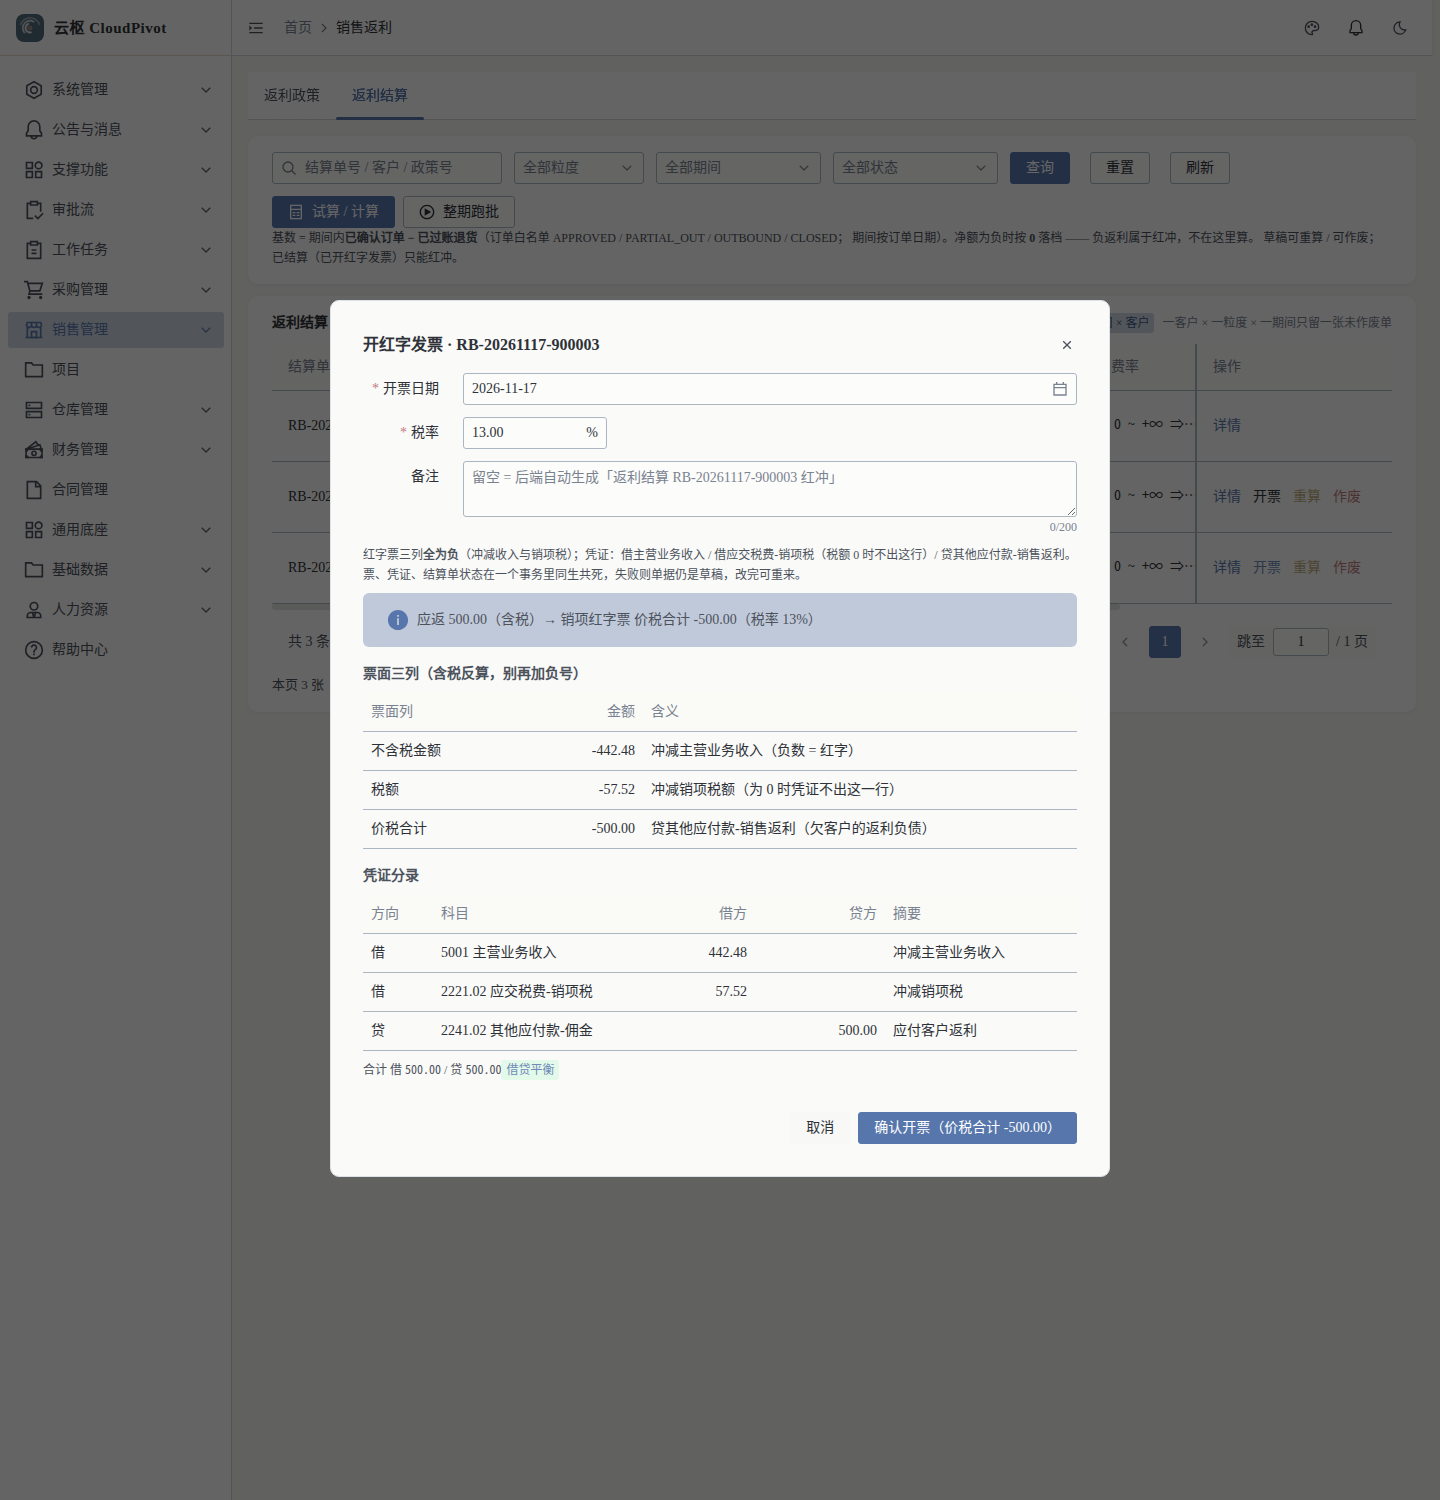 云枢 CloudPivot
首页 > 销售返利
系统管理
公告与消息
支撑功能
审批流
工作任务
采购管理
销售管理
项目
仓库管理
财务管理
合同管理
通用底座
基础数据
人力资源
帮助中心
返利政策 返利结算
结算单号 / 客户 / 政策号 全部粒度 全部期间 全部状态 查询 重置 刷新
试算 / 计算 整期跑批
基数 = 期间内已确认订单 − 已过账退货（订单白名单 APPROVED / PARTIAL_OUT / OUTBOUND / CLOSED； 期间按订单日期）。净额为负时按 0 落档 —— 负返利属于红冲，不在这里算。 草稿可重算 / 可作废；
已结算（已开红字发票）只能红冲。
返利结算 × 客户 一客户 × 一粒度 × 一期间只留一张未作废单
结算单 费率 操作
RB-202 0 ~ +∞ ⇒… 详情
RB-202 0 ~ +∞ ⇒… 详情 开票 重算 作废
RB-202 0 ~ +∞ ⇒… 详情 开票 重算 作废
共 3 条 1 跳至 1 / 1 页
本页 3 张
开红字发票 · RB-20261117-900003
* 开票日期 2026-11-17
* 税率 13.00 %
备注 留空 = 后端自动生成「返利结算 RB-20261117-900003 红冲」
0/200
红字票三列全为负（冲减收入与销项税）；凭证：借主营业务收入 / 借应交税费-销项税（税额 0 时不出这行）/ 贷其他应付款-销售返利。
票、凭证、结算单状态在一个事务里同生共死，失败则单据仍是草稿，改完可重来。
应返 500.00（含税）→ 销项红字票 价税合计 -500.00（税率 13%）
票面三列（含税反算，别再加负号）
票面列 金额 含义
不含税金额 -442.48 冲减主营业务收入（负数 = 红字）
税额 -57.52 冲减销项税额（为 0 时凭证不出这一行）
价税合计 -500.00 贷其他应付款-销售返利（欠客户的返利负债）
凭证分录
方向 科目 借方 贷方 摘要
借 5001 主营业务收入 442.48 冲减主营业务收入
借 2221.02 应交税费-销项税 57.52 冲减销项税
贷 2241.02 其他应付款-佣金 500.00 应付客户返利
合计 借 500.00 / 贷 500.00 借贷平衡
取消 确认开票（价税合计 -500.00）